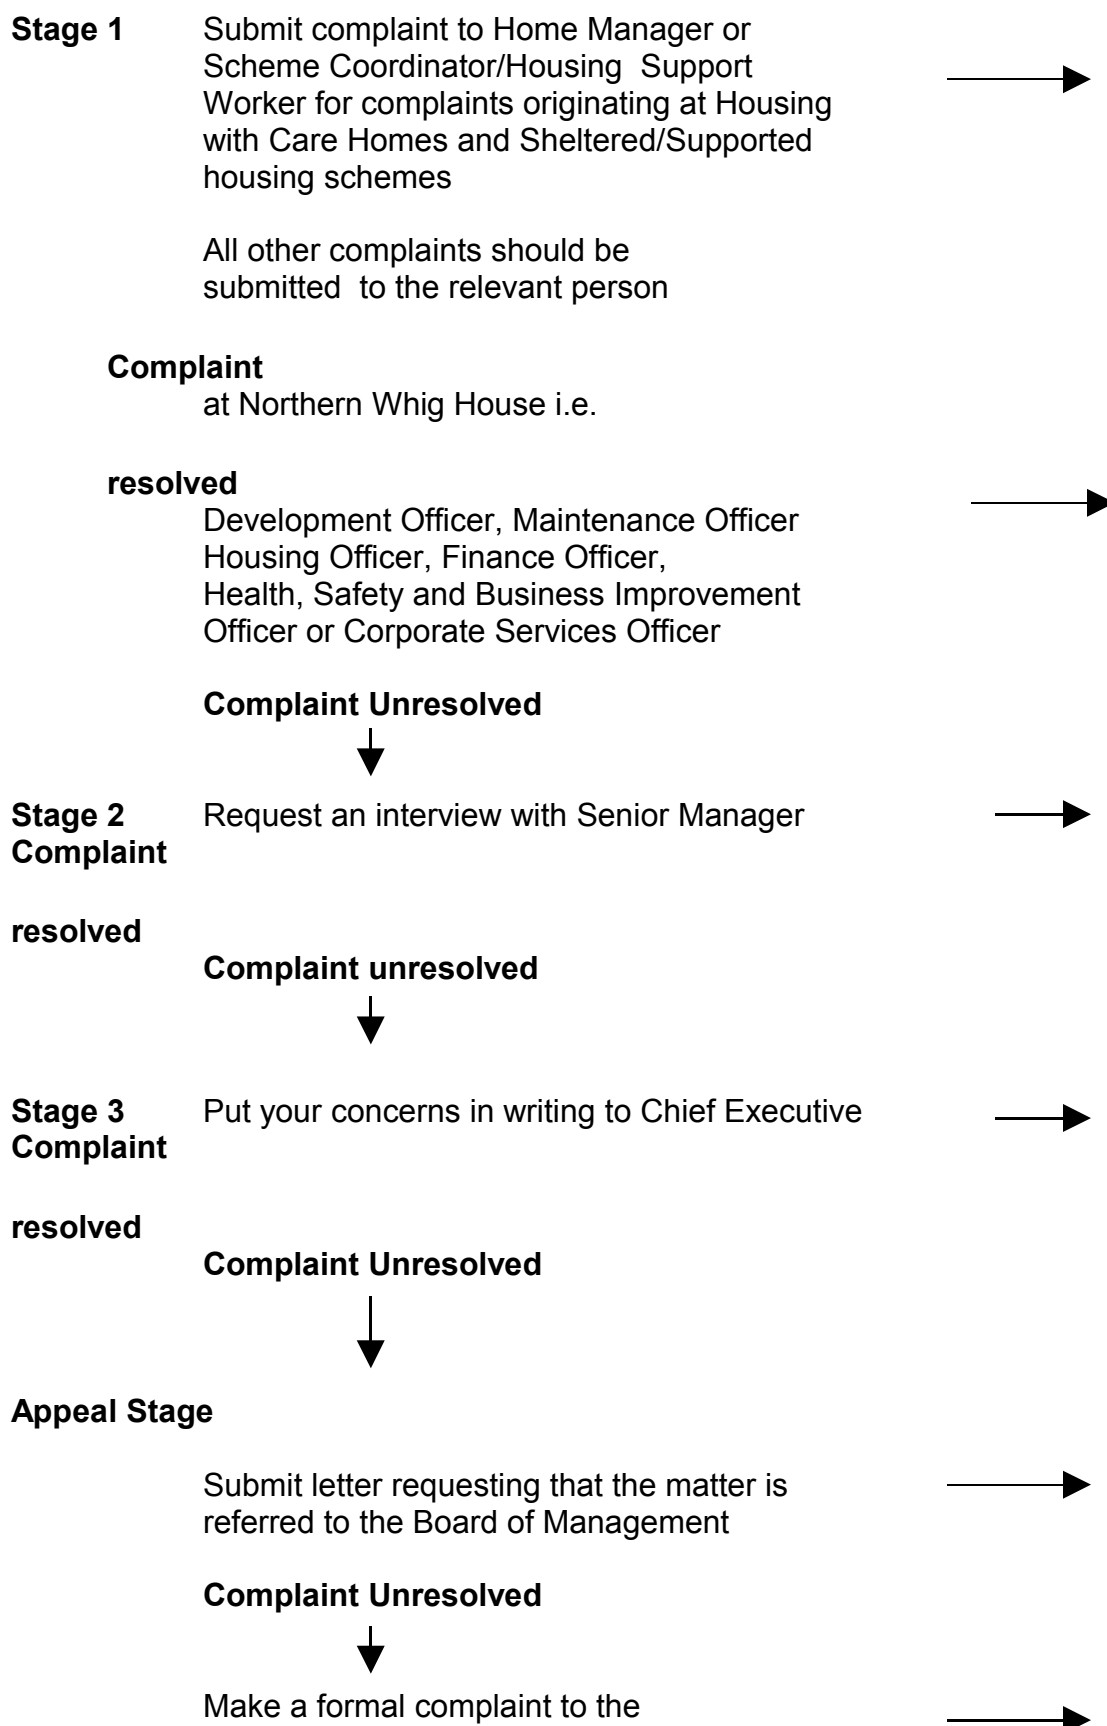 Stage 1 Submit complaint to Home Manager or
Scheme Coordinator/Housing Support
Worker for complaints originating at Housing
with Care Homes and Sheltered/Supported
housing schemes
All other complaints should be
submitted to the relevant person
Complaint
at Northern Whig House i.e.
resolved
Development Officer, Maintenance Officer
Housing Officer, Finance Officer,
Health, Safety and Business Improvement
Officer or Corporate Services Officer
Complaint Unresolved
Stage 2 Request an interview with Senior Manager
Complaint
resolved
Complaint unresolved
Stage 3 Put your concerns in writing to Chief Executive
Complaint
resolved
Complaint Unresolved
Appeal Stage
Submit letter requesting that the matter is
referred to the Board of Management
Complaint Unresolved
Make a formal complaint to the